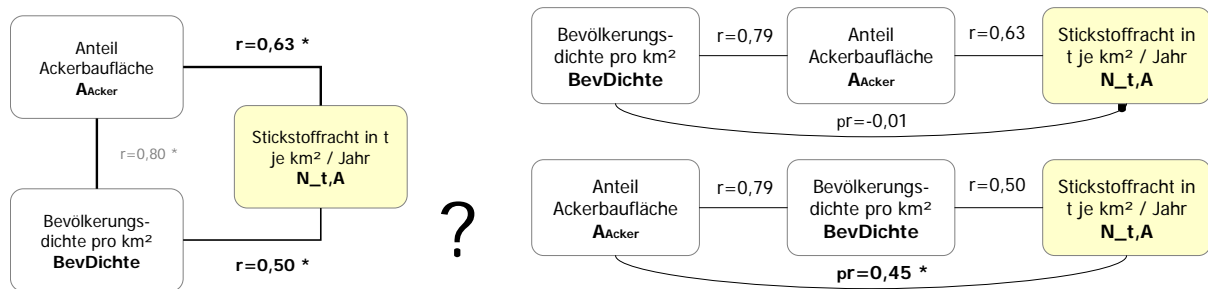 Anteil
Ackerbaufläche
AAcker
r=0,63 *
r=0,80 *
Stickstoffracht in t
je km² / Jahr
N_t,A
Bevölkerungs-
dichte pro km²
BevDichte
r=0,50 *
?
Bevölkerungs-
dichte pro km²
BevDichte
r=0,79
Anteil
Ackerbaufläche
AAcker
r=0,63
Stickstoffracht in
t je km² / Jahr
N_t,A
pr=-0,01
Anteil
Ackerbaufläche
AAcker
r=0,79
Bevölkerungs-
dichte pro km²
BevDichte
r=0,50
Stickstoffracht in
t je km² / Jahr
N_t,A
pr=0,45 *